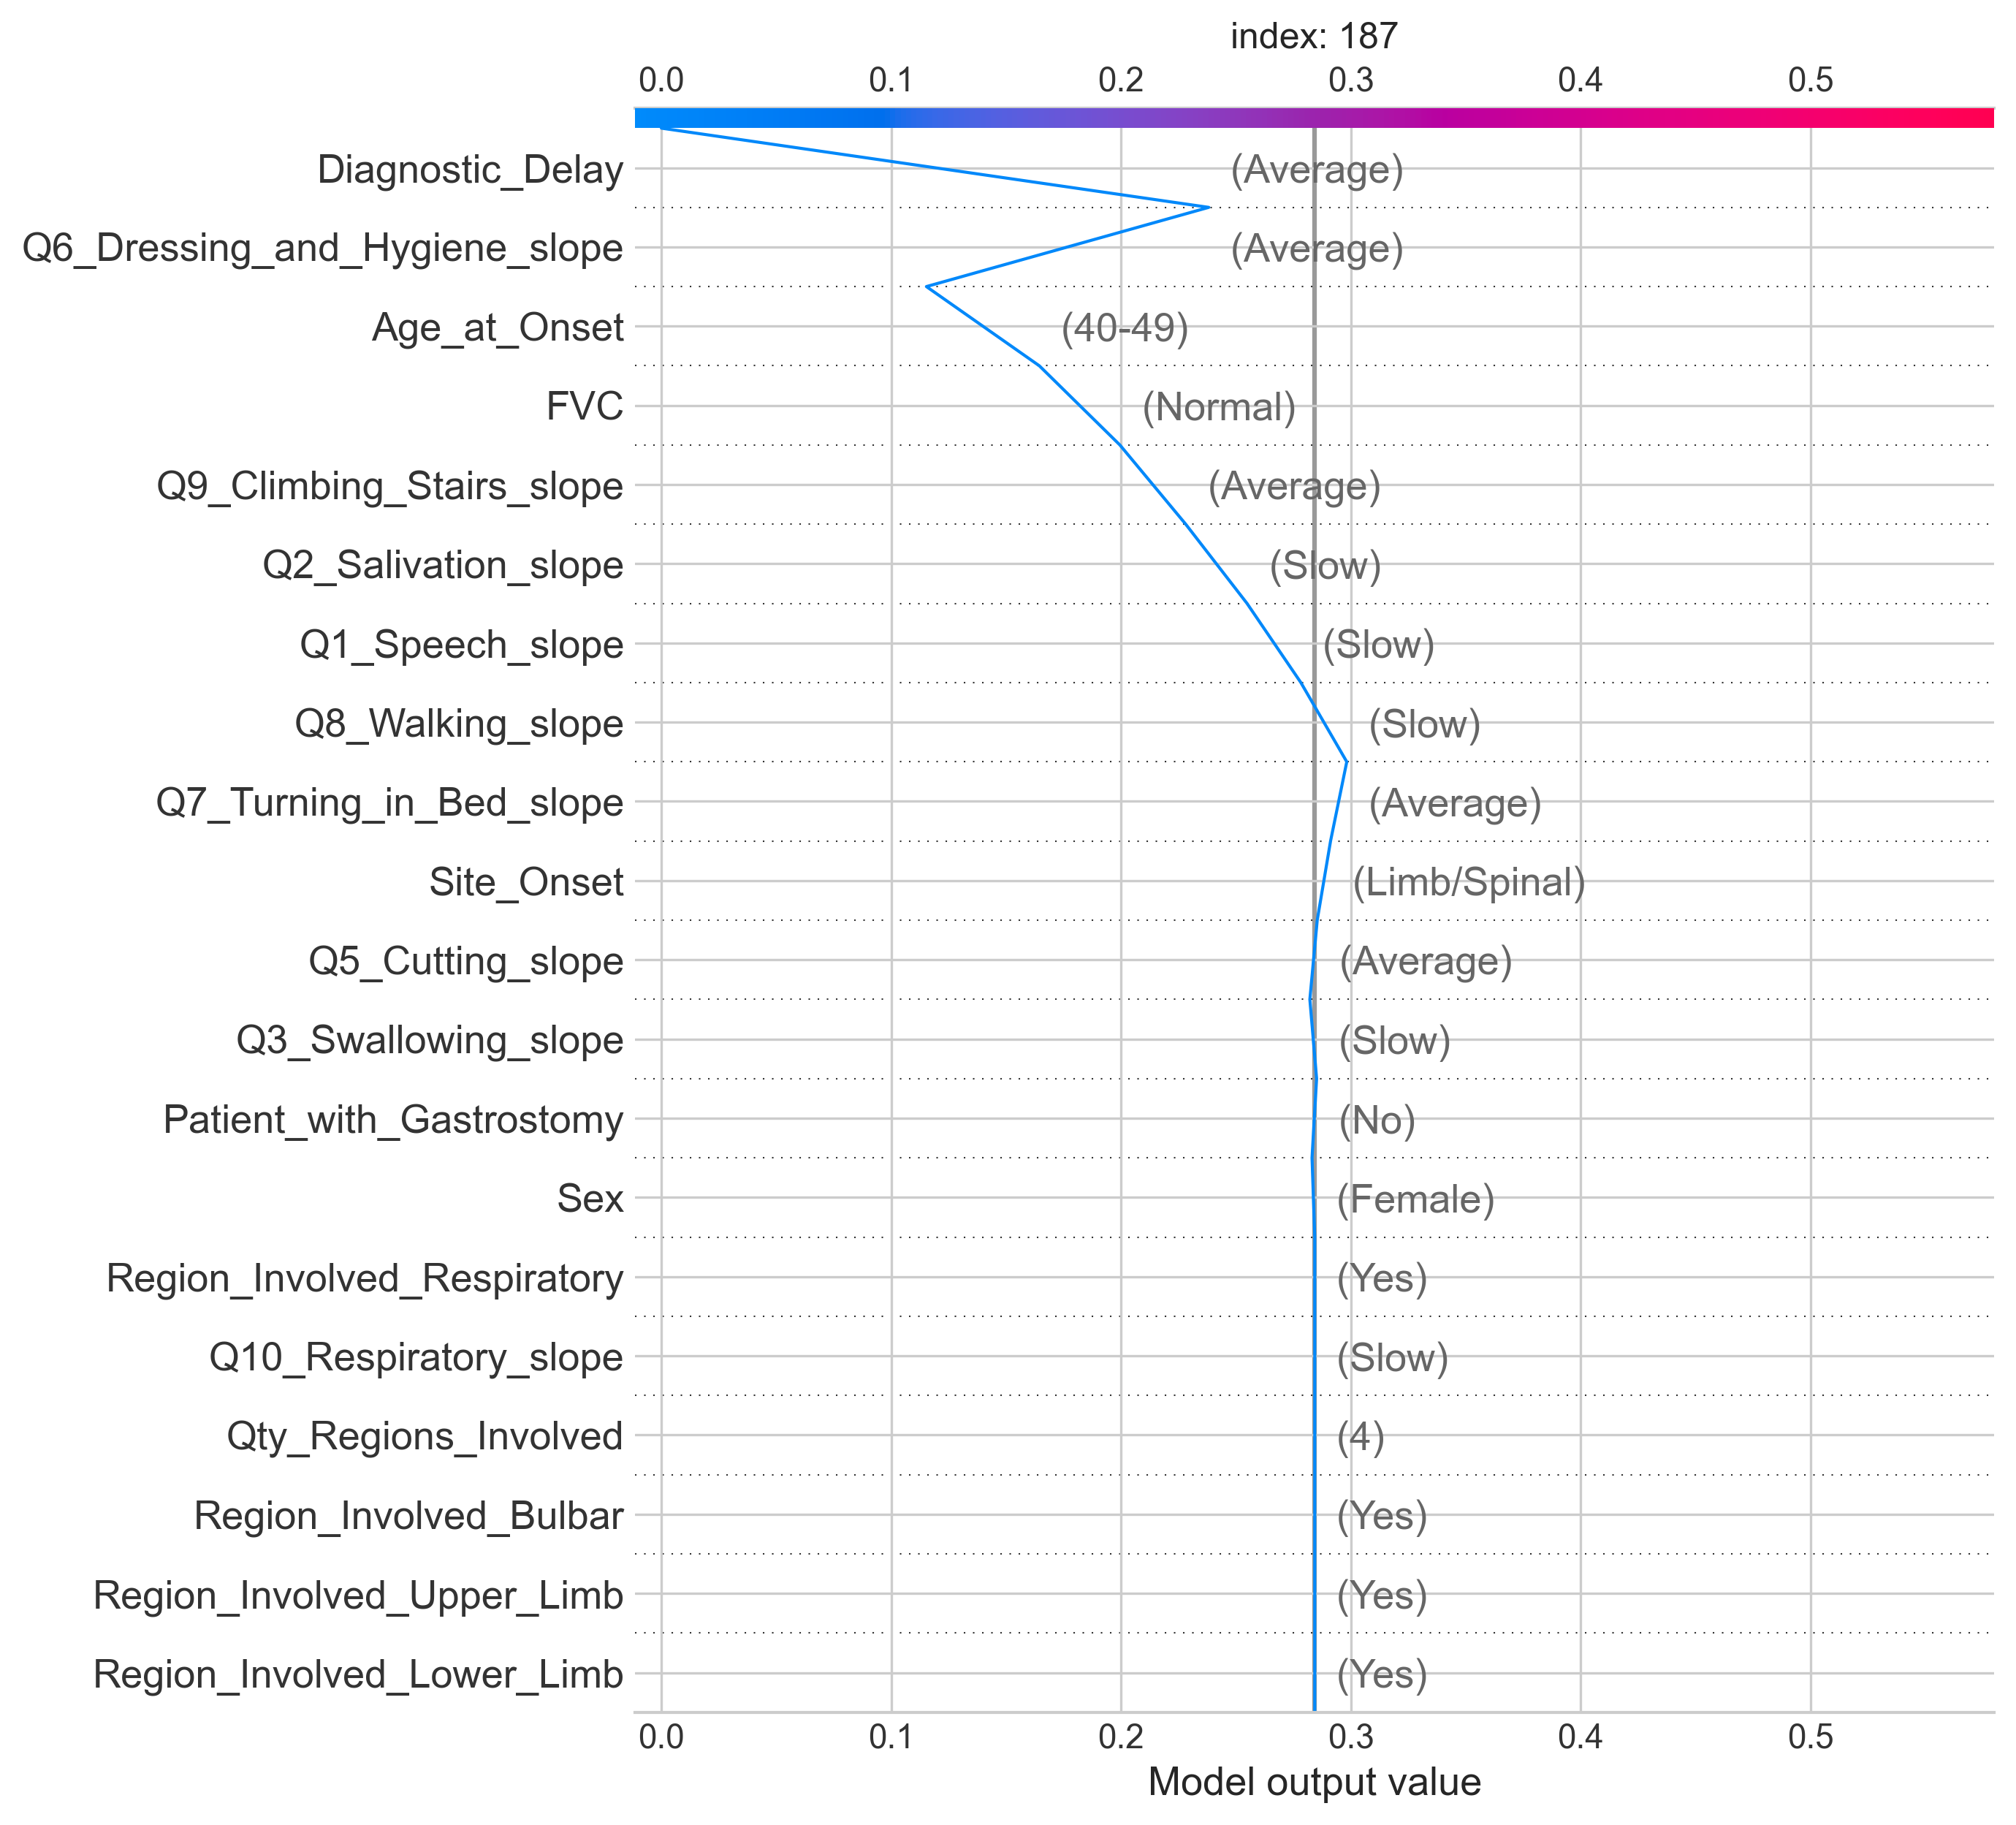 index: 187
0.0 0.1 0.2 0.3 0.4 0.5
Diagnostic_Delay (Average)
Q6_Dressing_and_Hygiene_slope (Average)
Age_at_Onset (40-49)
FVC (Normal)
Q9_Climbing_Stairs_slope (Average)
Q2_Salivation_slope (Slow)
Q1_Speech_slope (Slow)
Q8_Walking_slope (Slow)
Q7_Turning_in_Bed_slope (Average)
Site_Onset (Limb/Spinal)
Q5_Cutting_slope (Average)
Q3_Swallowing_slope (Slow)
Patient_with_Gastrostomy (No)
Sex (Female)
Region_Involved_Respiratory (Yes)
Q10_Respiratory_slope (Slow)
Qty_Regions_Involved (4)
Region_Involved_Bulbar (Yes)
Region_Involved_Upper_Limb (Yes)
Region_Involved_Lower_Limb (Yes)
0.0 0.1 0.2 0.3 0.4 0.5
Model output value